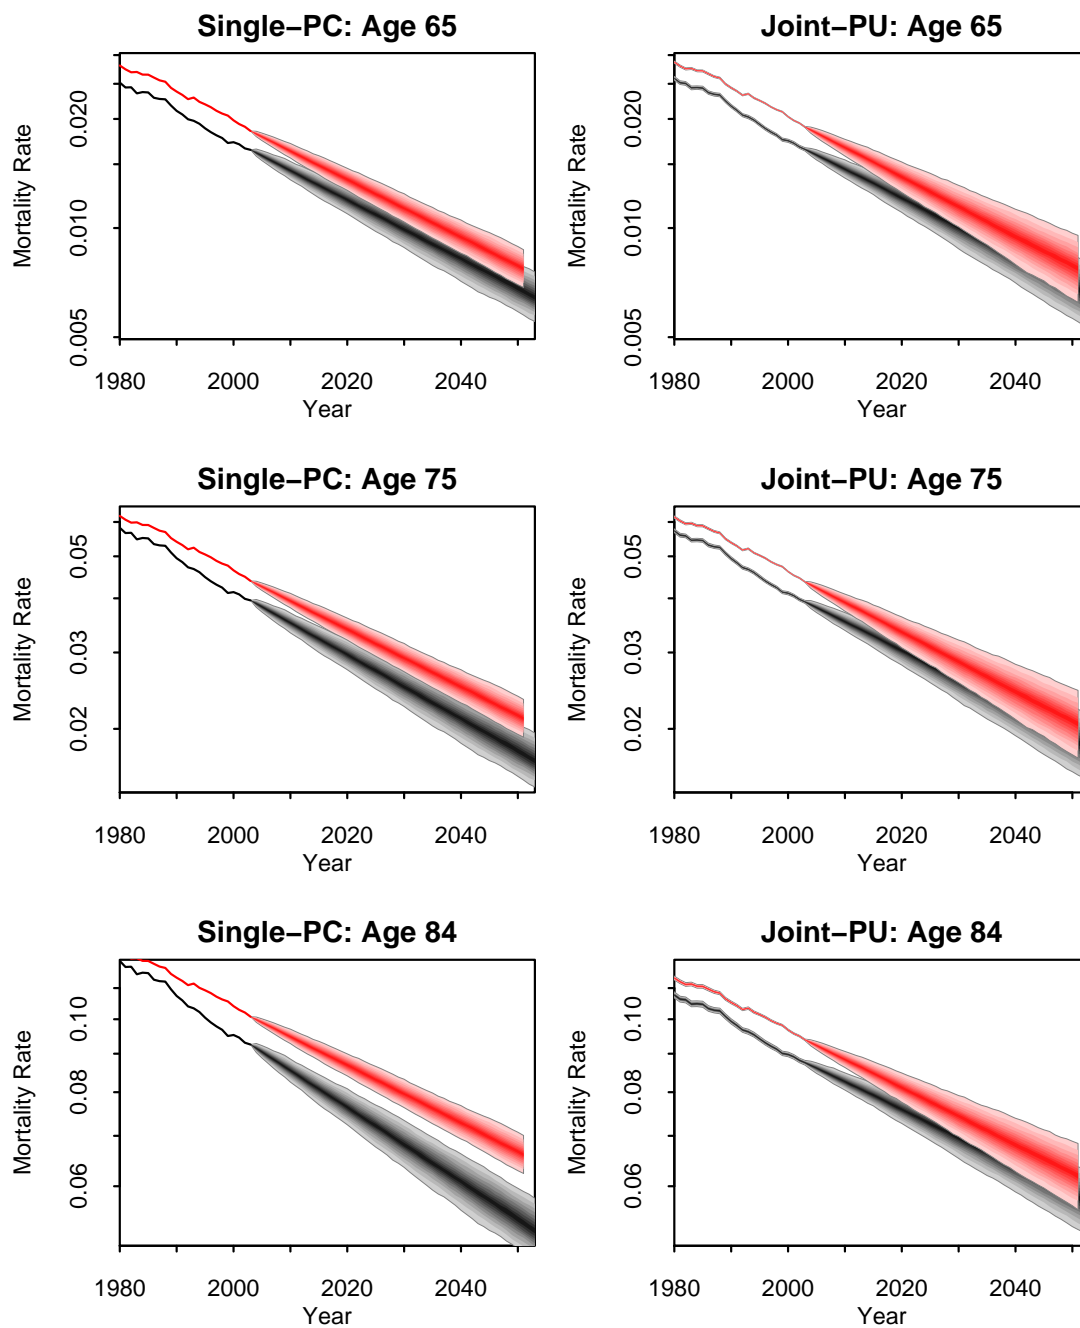 Single−PC: Age 65
Mortality Rate
0.020
0.010
0.005
1980 2000 2020 2040
Year
Joint−PU: Age 65
Mortality Rate
0.020
0.010
0.005
1980 2000 2020 2040
Year
Single−PC: Age 75
Mortality Rate
0.05
0.03
0.02
1980 2000 2020 2040
Year
Joint−PU: Age 75
Mortality Rate
0.05
0.03
0.02
1980 2000 2020 2040
Year
Single−PC: Age 84
Mortality Rate
0.10
0.08
0.06
1980 2000 2020 2040
Year
Joint−PU: Age 84
Mortality Rate
0.10
0.08
0.06
1980 2000 2020 2040
Year